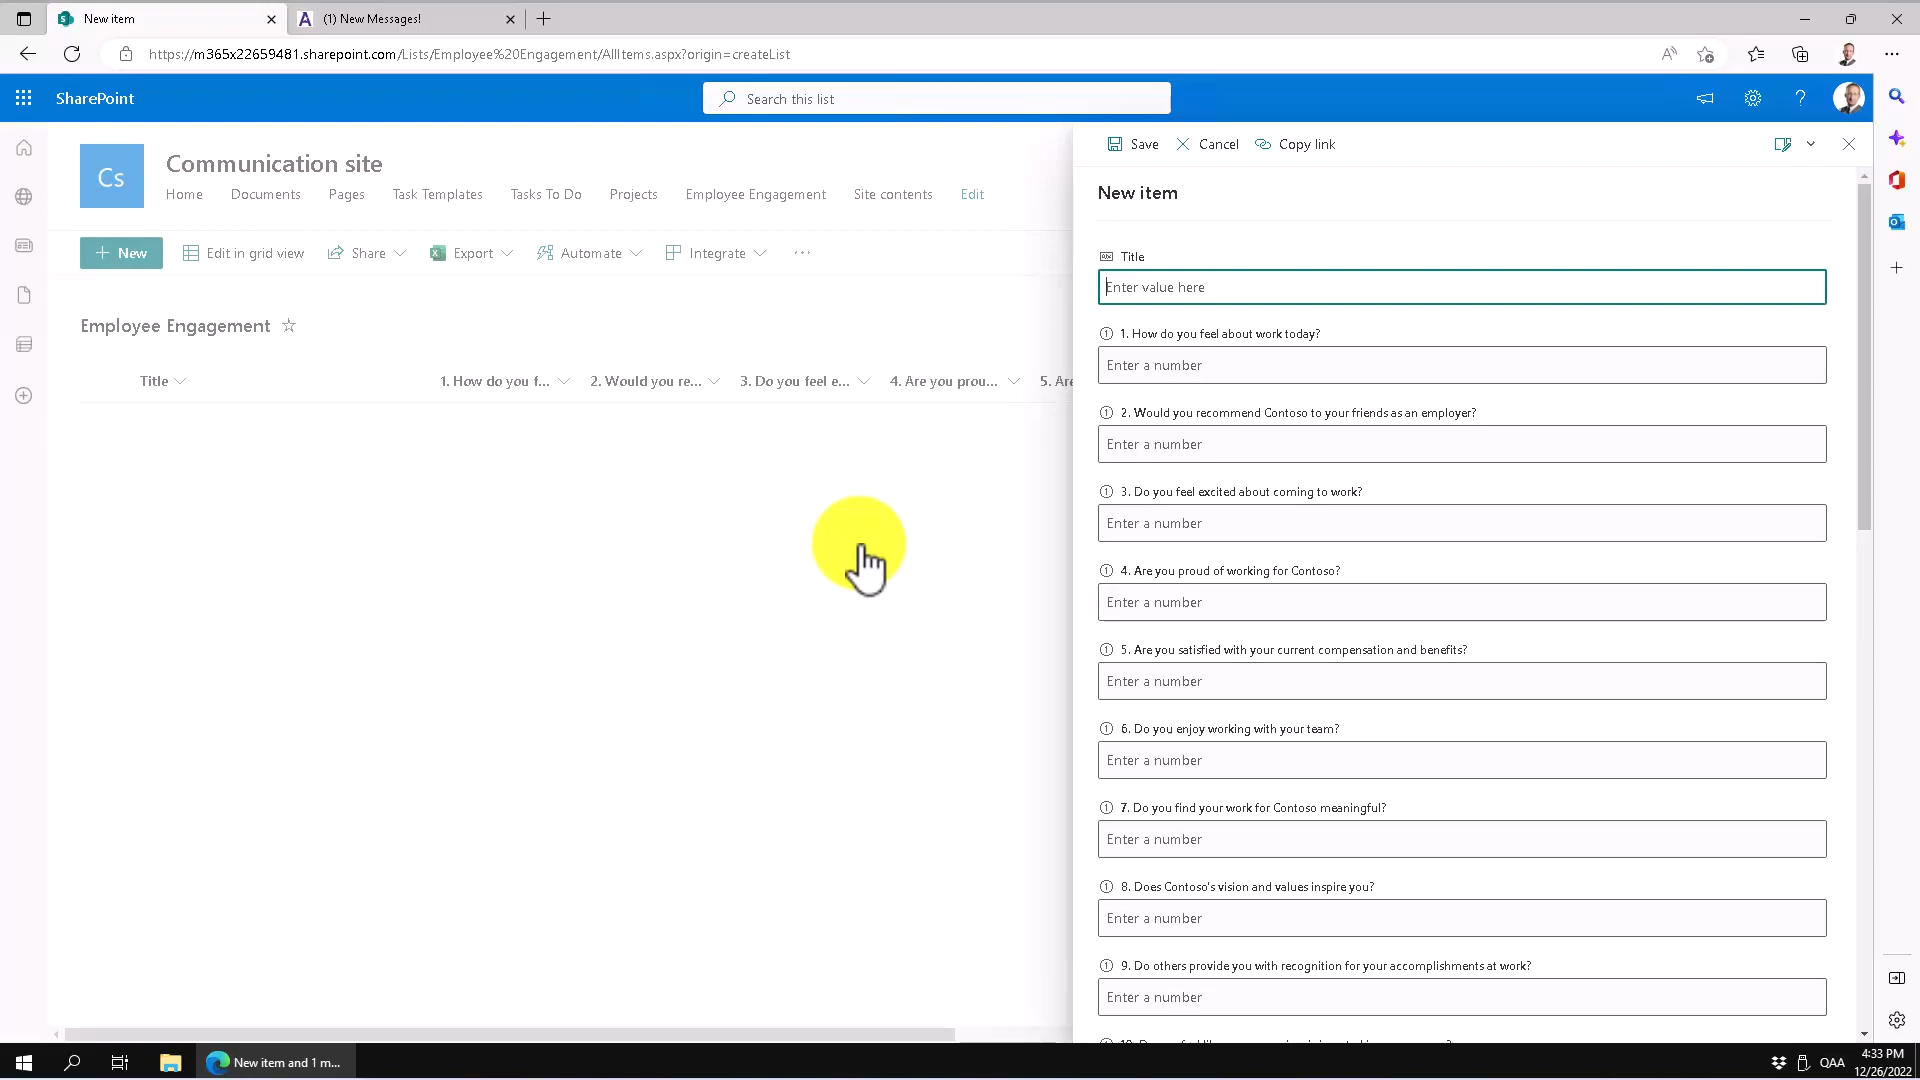 New item
(1) New Messages!
https://m365x22659481.sharepoint.com/Lists/Employee%20Engagement/AllItems.aspx?origin=createList
SharePoint
Search this list
Cs
Communication site
Home Documents Pages Task Templates Tasks To Do Projects Employee Engagement Site contents Edit
New Edit in grid view Share Export Automate Integrate ...
Employee Engagement
Title 1. How do you f... 2. Would you re... 3. Do you feel e... 4. Are you prou... 5. Are
Save Cancel Copy link
New item
Title
Enter value here
1. How do you feel about work today?
Enter a number
2. Would you recommend Contoso to your friends as an employer?
Enter a number
3. Do you feel excited about coming to work?
Enter a number
4. Are you proud of working for Contoso?
Enter a number
5. Are you satisfied with your current compensation and benefits?
Enter a number
6. Do you enjoy working with your team?
Enter a number
7. Do you find your work for Contoso meaningful?
Enter a number
8. Does Contoso's vision and values inspire you?
Enter a number
9. Do others provide you with recognition for your accomplishments at work?
Enter a number
New item and 1 m...
QAA
4:33 PM
12/26/2022